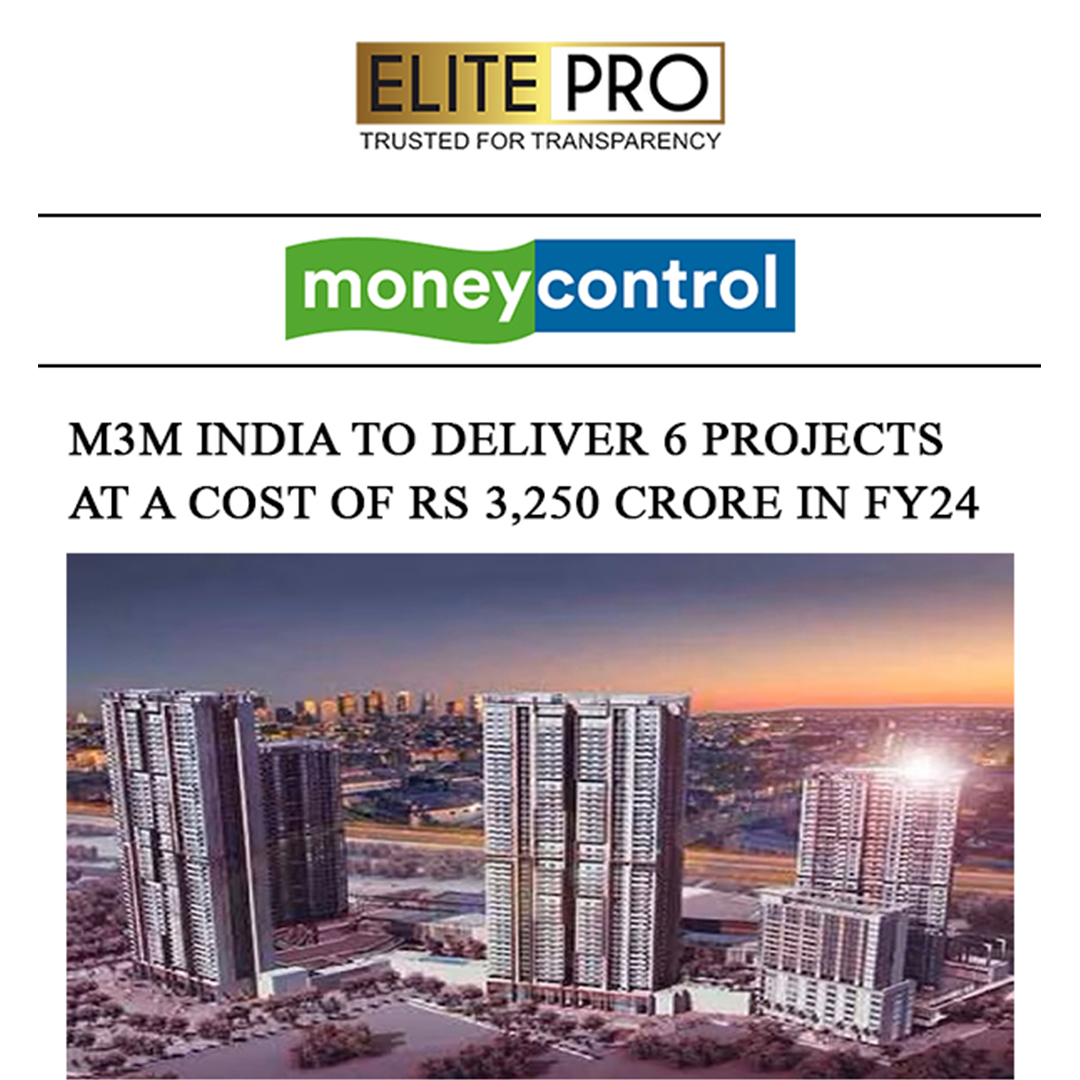 ELITE PRO
TRUSTED FOR TRANSPARENCY
moneycontrol
M3M INDIA TO DELIVER 6 PROJECTS
AT A COST OF RS 3,250 CRORE IN FY24